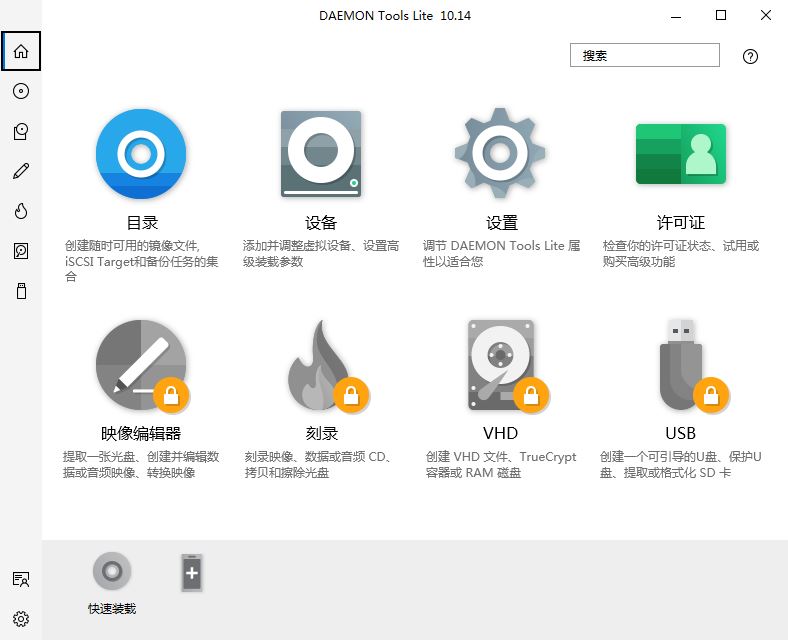 DAEMON Tools Lite 10.14
搜索
目录
创建随时可用的镜像文件,
iSCSI Target和备份任务的集
合
设备
添加并调整虚拟设备、设置高
级装载参数
设置
调节 DAEMON Tools Lite 属
性以适合您
许可证
检查你的许可证状态、试用或
购买高级功能
映像编辑器
提取一张光盘、创建并编辑数
据或音频映像、转换映像
刻录
刻录映像、数据或音频 CD、
拷贝和擦除光盘
VHD
创建 VHD 文件、TrueCrypt
容器或 RAM 磁盘
USB
创建一个可引导的U盘、保护U
盘、提取或格式化 SD 卡
快速装载